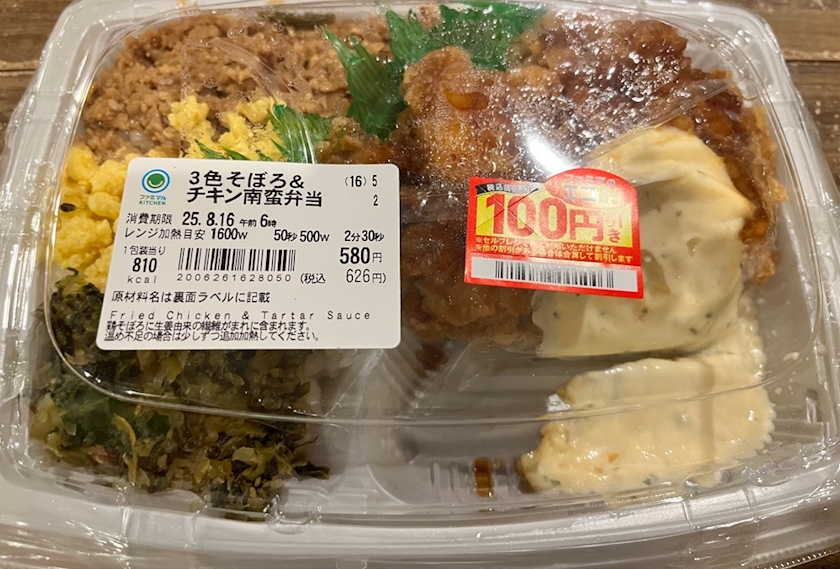 ファミマル
KITCHEN
3色そぼろ&
チキン南蛮弁当
(16) 5
2
消費期限 25.8.16 午前6時
レンジ加熱目安 1600w 50秒 500w 2分30秒
1包装当り
810
kcal
580円
2006261628050 (税込 626円)
原材料名は裏面ラベルに記載
Fried Chicken & Tartar Sauce
鶏そぼろに生姜由来の繊維がまれに含まれます。
温め不足の場合は少しずつ追加加熱してください。
100円引き